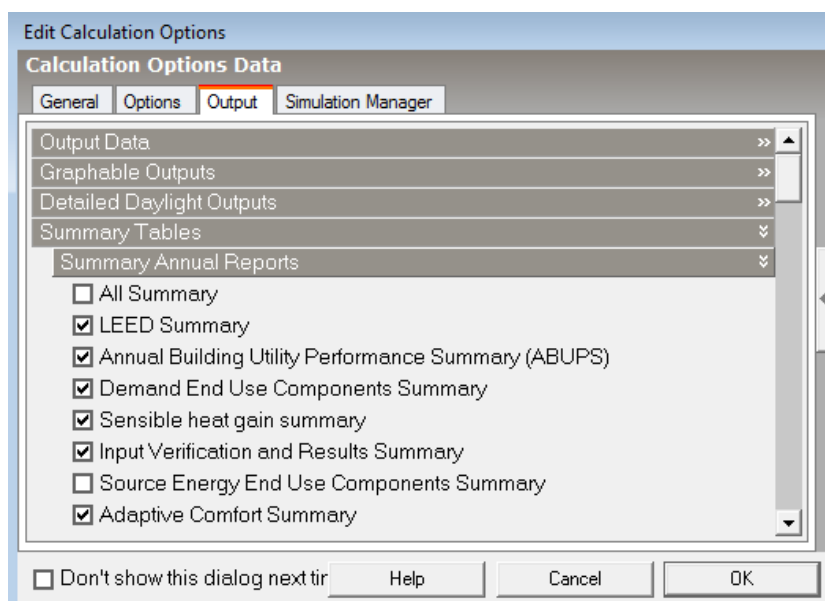 Edit Calculation Options
Calculation Options Data
General Options Output Simulation Manager
Output Data
Graphable Outputs
Detailed Daylight Outputs
Summary Tables
Summary Annual Reports
All Summary
LEED Summary
Annual Building Utility Performance Summary (ABUPS)
Demand End Use Components Summary
Sensible heat gain summary
Input Verification and Results Summary
Source Energy End Use Components Summary
Adaptive Comfort Summary
Don't show this dialog next tir Help Cancel OK